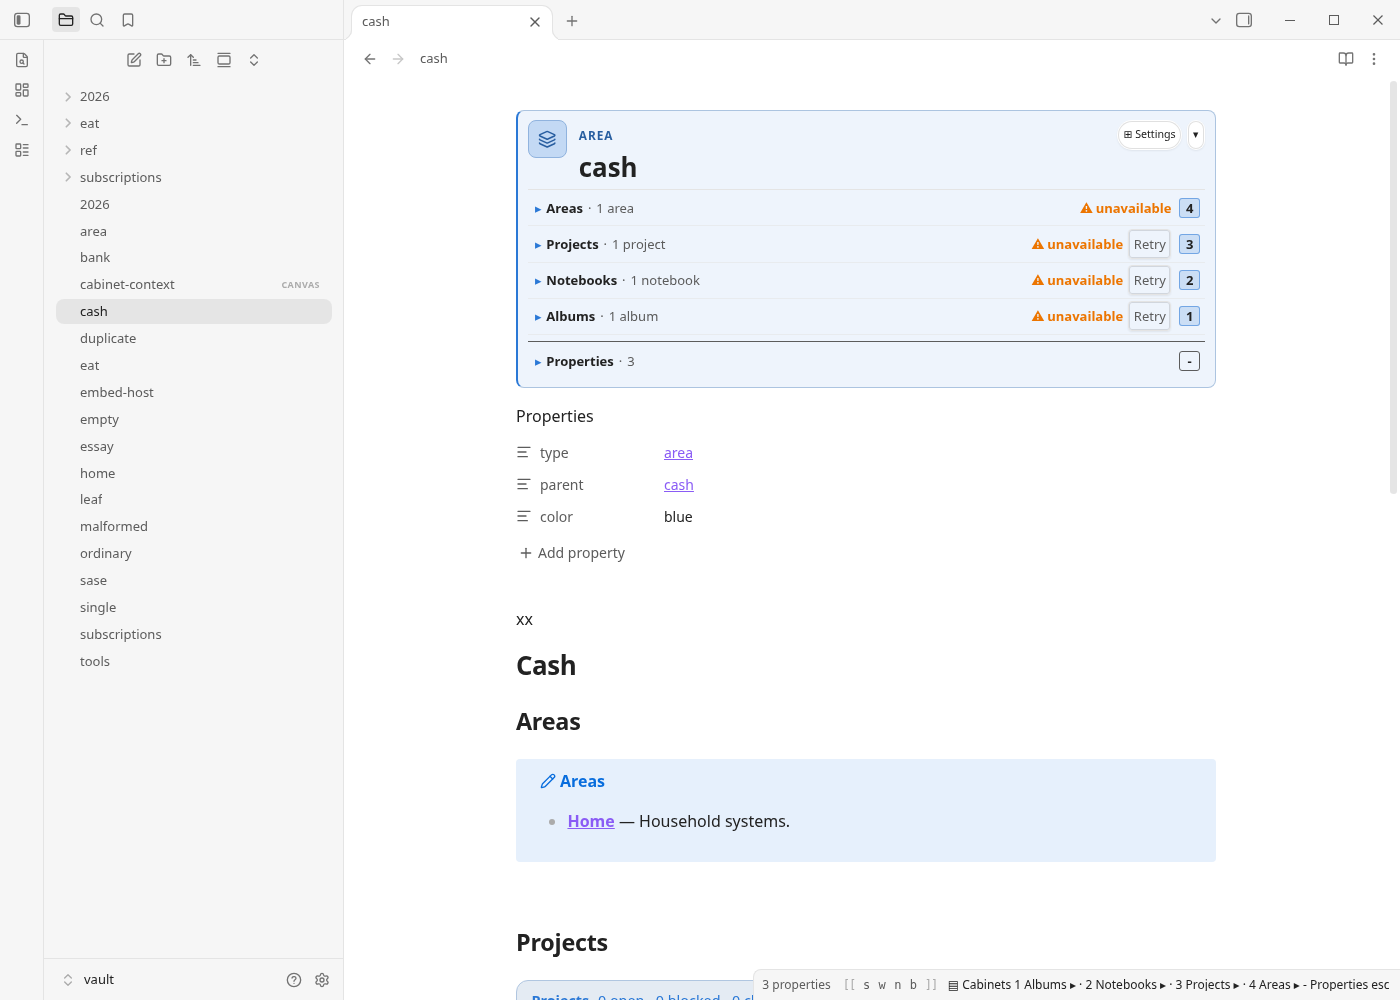 cash
cash
2026
eat
ref
subscriptions
2026
area
bank
cabinet-context CANVAS
cash
duplicate
eat
embed-host
empty
essay
home
leaf
malformed
ordinary
sase
single
subscriptions
tools
vault
AREA
cash
Settings
Areas · 1 area unavailable 4
Projects · 1 project unavailable Retry 3
Notebooks · 1 notebook unavailable Retry 2
Albums · 1 album unavailable Retry 1
Properties · 3 -
Properties
type area
parent cash
color blue
Add property
xx
Cash
Areas
Areas
Home — Household systems.
Projects
3 properties [[ s w n b ]] Cabinets 1 Albums ▸ · 2 Notebooks ▸ · 3 Projects ▸ · 4 Areas ▸ - Properties esc